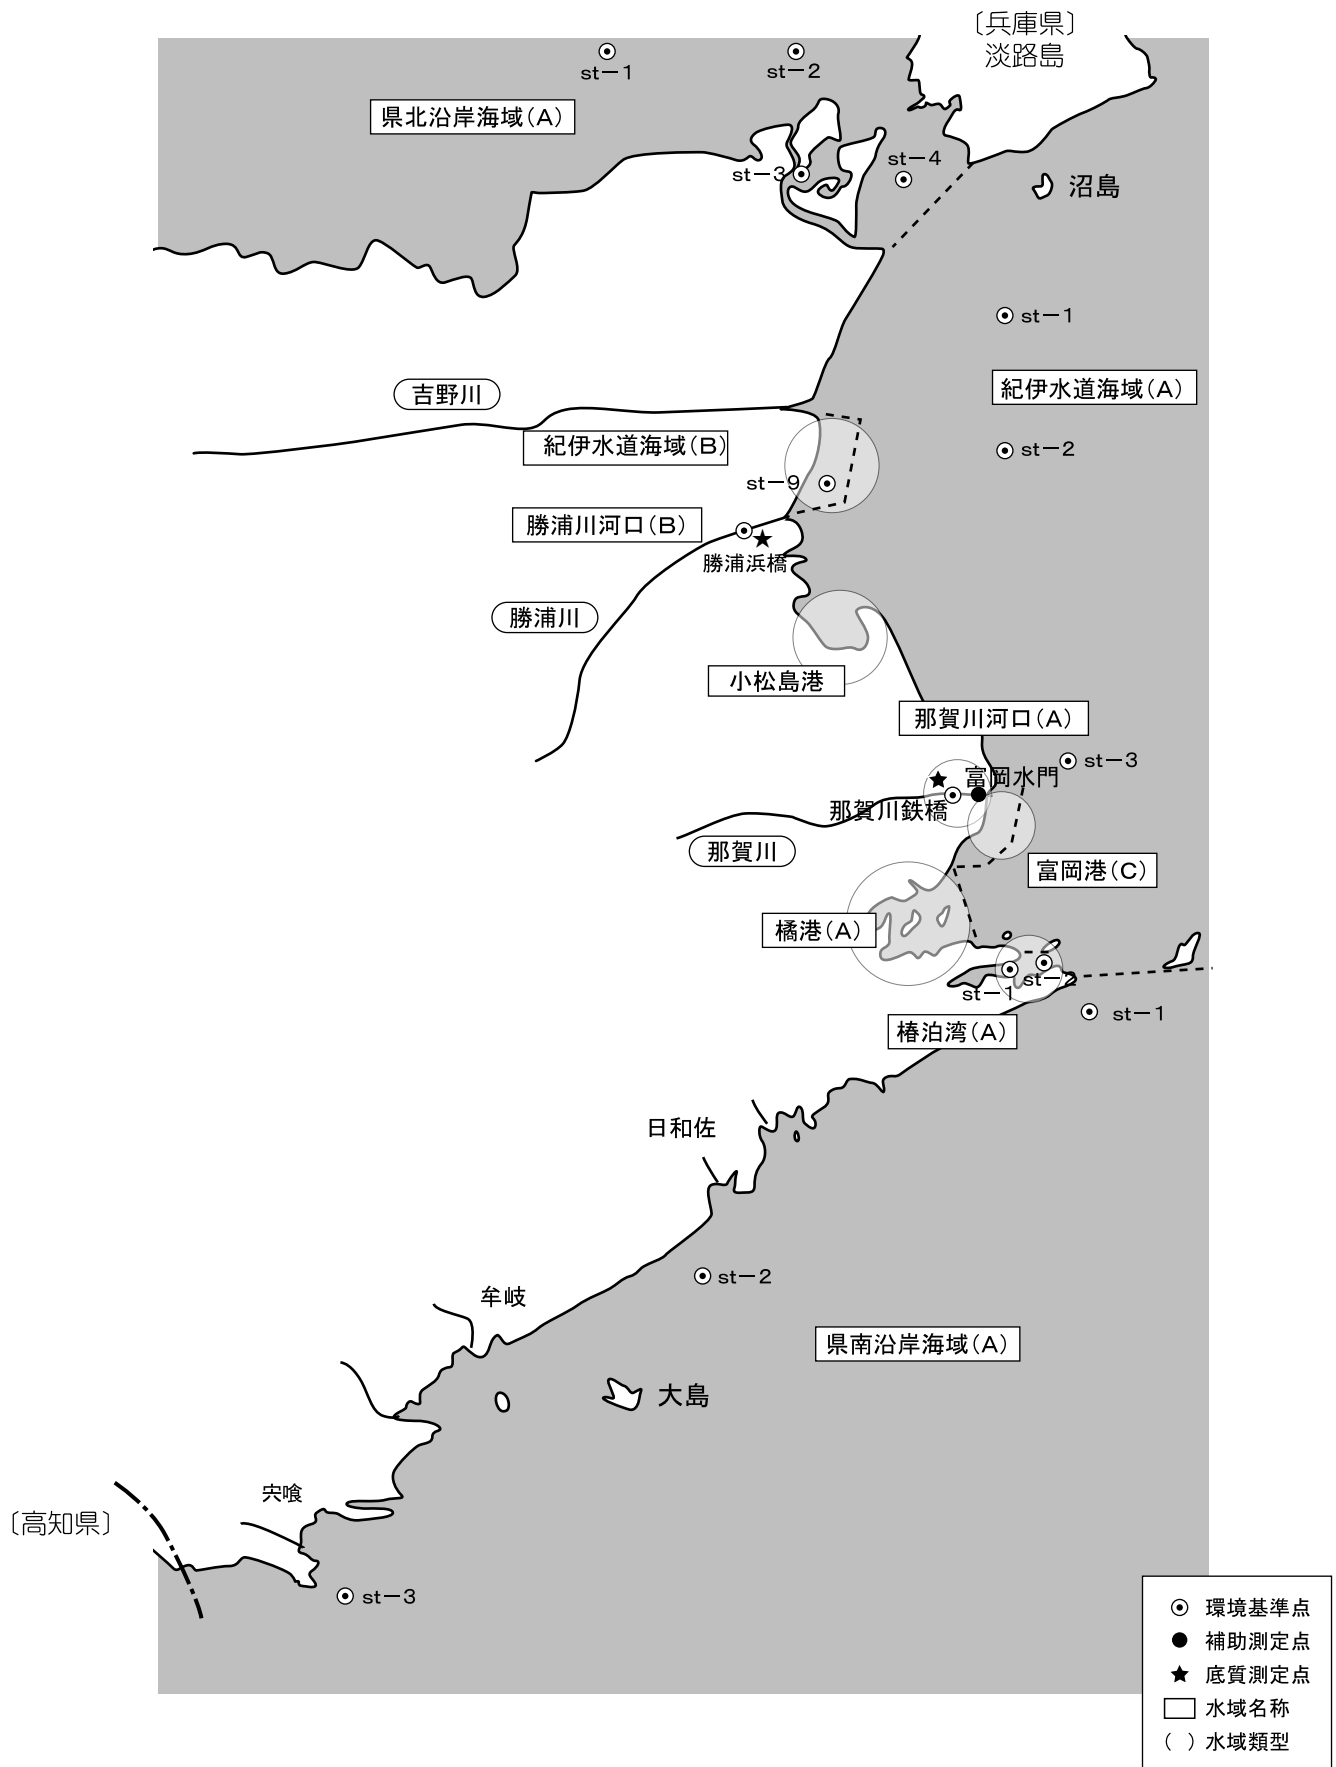 〔兵庫県〕
淡路島
st－1
st－2
県北沿岸海域(A)
st－3
st－4
沼島
st－1
吉野川
紀伊水道海域(A)
紀伊水道海域(B)
st－2
st－9
勝浦川河口(B)
勝浦浜橋
勝浦川
小松島港
那賀川河口(A)
st－3
富岡水門
那賀川鉄橋
那賀川
富岡港(C)
橘港(A)
st－2
st－1
st－1
椿泊湾(A)
日和佐
st－2
牟岐
県南沿岸海域(A)
大島
宍喰
〔高知県〕
st－3
環境基準点
補助測定点
底質測定点
水域名称
( ) 水域類型